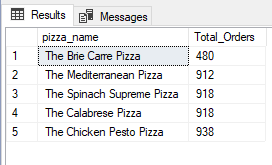 Results Messages
pizza_name Total_Orders
1 The Brie Carre Pizza 480
2 The Mediterranean Pizza 912
3 The Spinach Supreme Pizza 918
4 The Calabrese Pizza 918
5 The Chicken Pesto Pizza 938